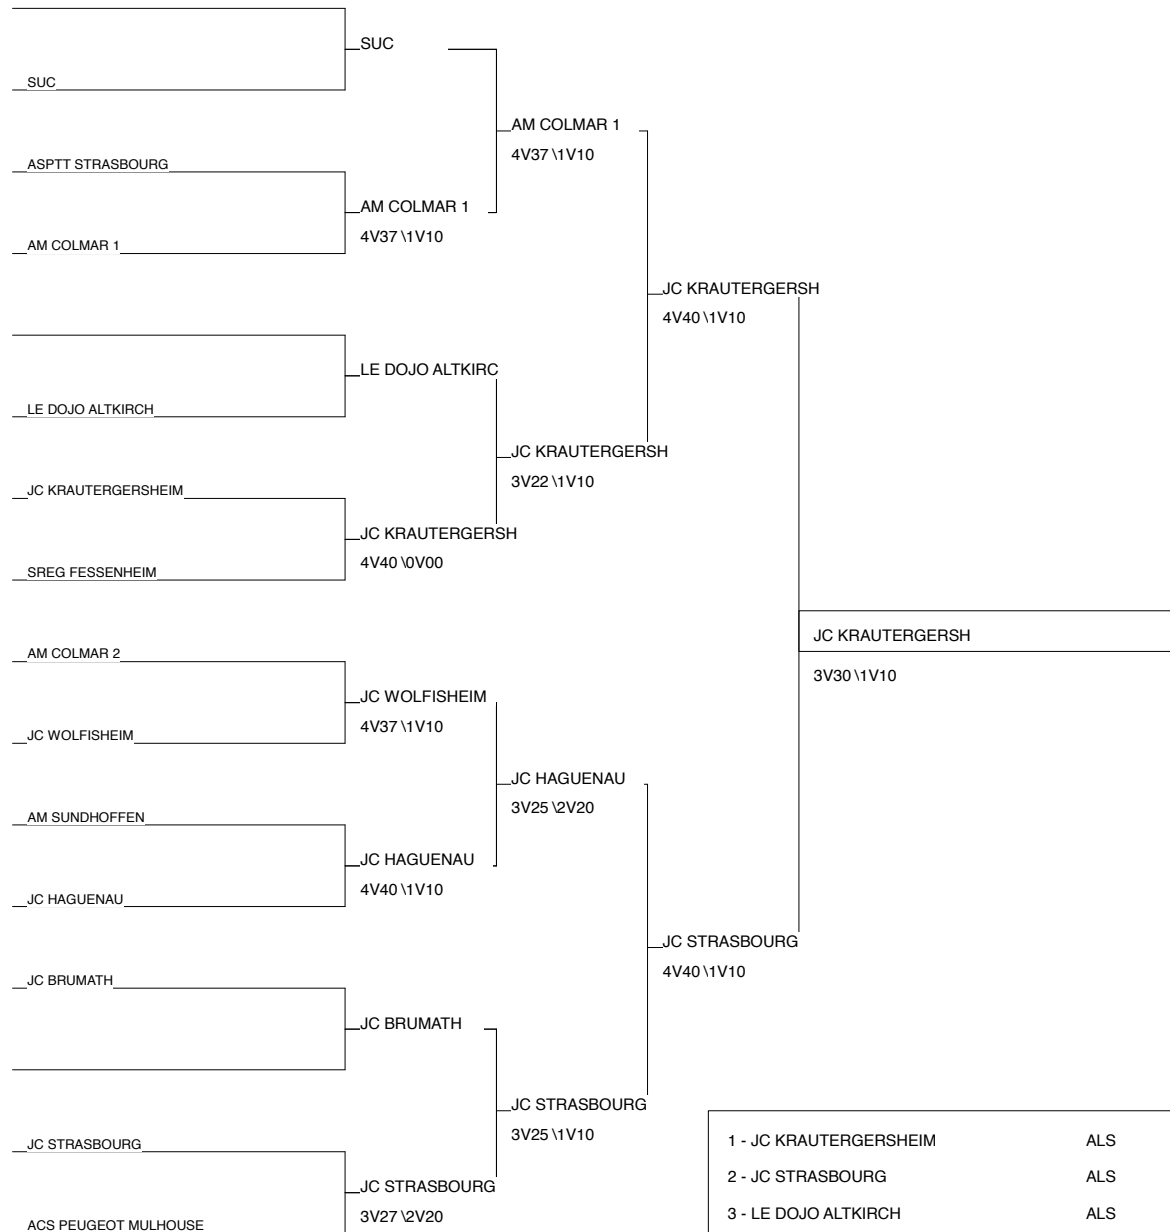 SUC
SUC
ASPTT STRASBOURG
AM COLMAR 1
AM COLMAR 1
4V37 \1V10
AM COLMAR 1
4V37 \1V10
LE DOJO ALTKIRCH
LE DOJO ALTKIRC
JC KRAUTERGERSHEIM
SREG FESSENHEIM
JC KRAUTERGERSH
4V40 \0V00
JC KRAUTERGERSH
3V22 \1V10
JC KRAUTERGERSH
4V40 \1V10
AM COLMAR 2
JC WOLFISHEIM
JC WOLFISHEIM
4V37 \1V10
AM SUNDHOFFEN
JC HAGUENAU
JC HAGUENAU
4V40 \1V10
JC HAGUENAU
3V25 \2V20
JC BRUMATH
JC BRUMATH
JC STRASBOURG
ACS PEUGEOT MULHOUSE
JC STRASBOURG
3V27 \2V20
JC STRASBOURG
3V25 \1V10
JC STRASBOURG
4V40 \1V10
JC KRAUTERGERSH
3V30 \1V10
1 - JC KRAUTERGERSHEIM ALS
2 - JC STRASBOURG ALS
3 - LE DOJO ALTKIRCH ALS